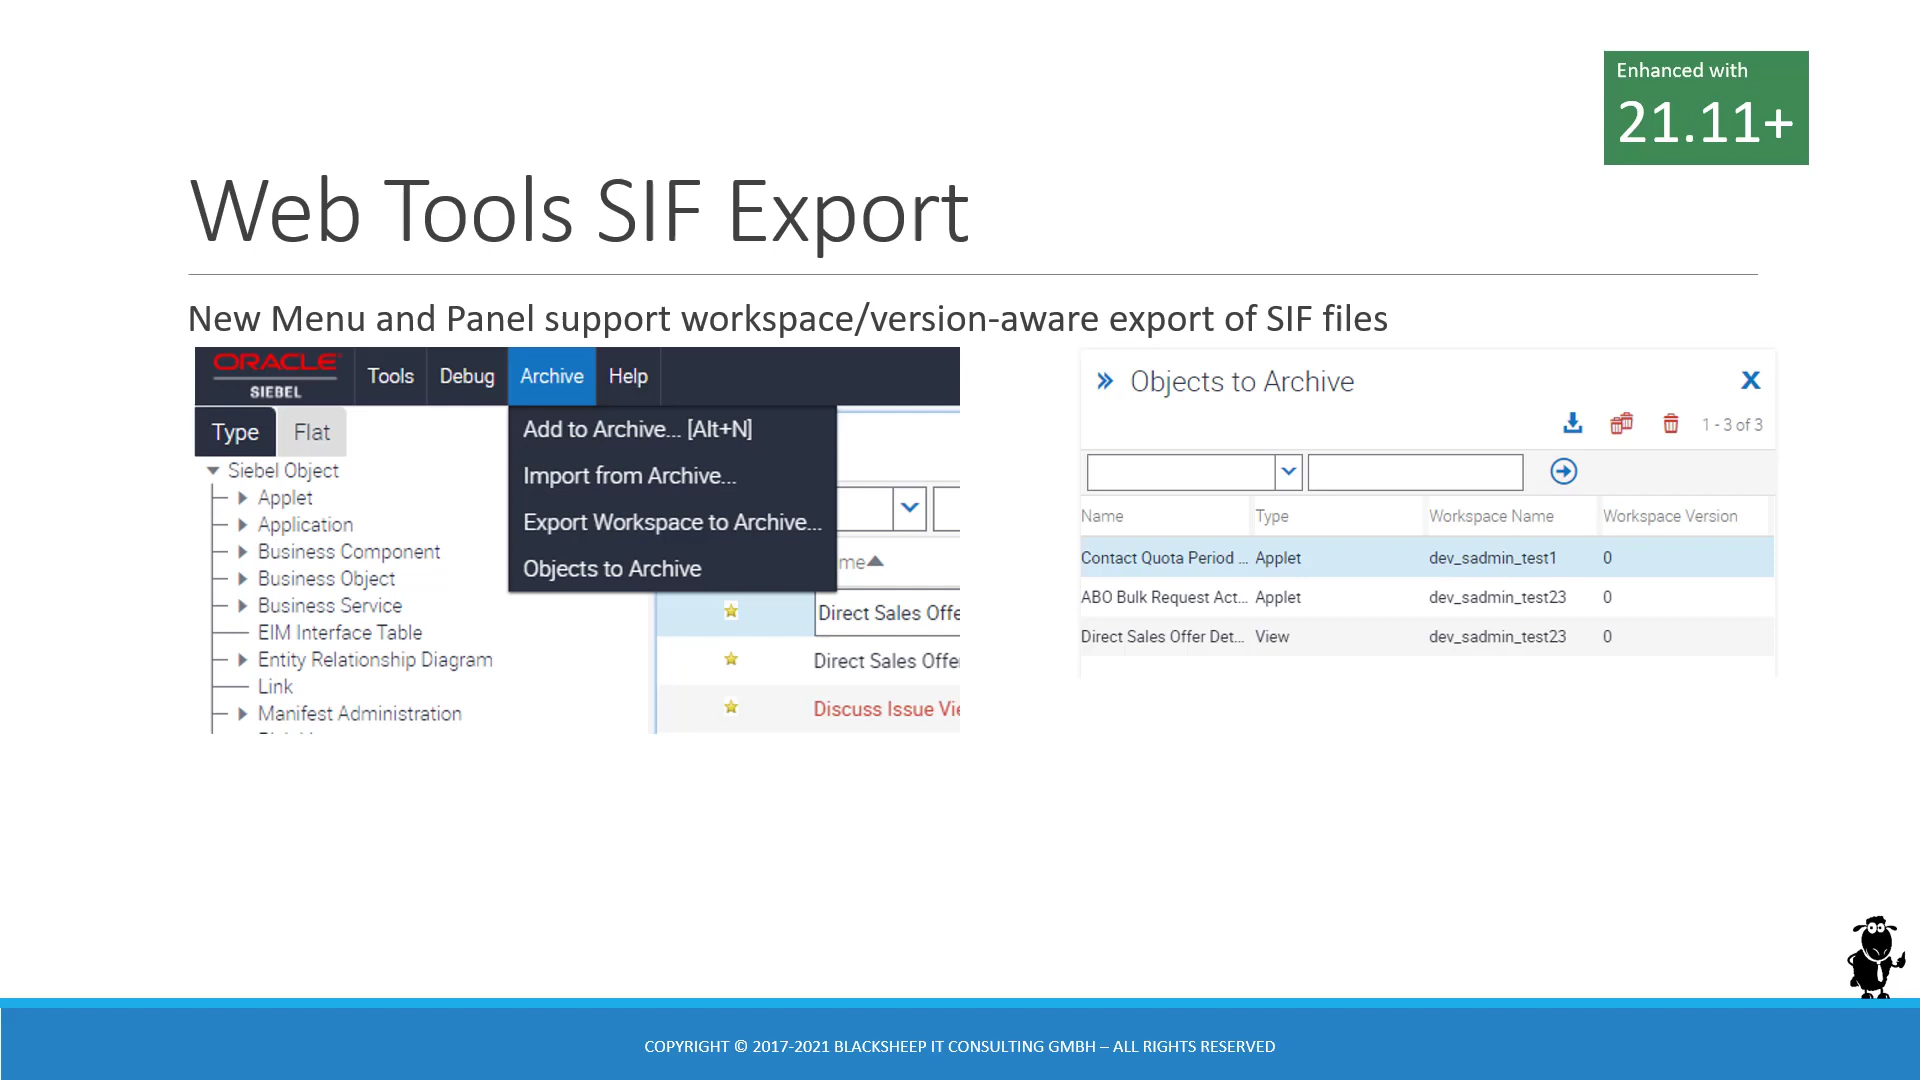 Enhanced with
21.11+
Web Tools SIF Export
New Menu and Panel support workspace/version-aware export of SIF files
ORACLE
SIEBEL
Tools Debug Archive Help
Type Flat
Add to Archive... [Alt+N]
Import from Archive...
Export Workspace to Archive...
Objects to Archive
Siebel Object
Applet
Application
Business Component
Business Object
Business Service
EIM Interface Table
Entity Relationship Diagram
Link
Manifest Administration
me
Direct Sales Offe
Direct Sales Offe
Discuss Issue Vie
Objects to Archive X
1 - 3 of 3
Name Type Workspace Name Workspace Version
Contact Quota Period ... Applet dev_sadmin_test1 0
ABO Bulk Request Act... Applet dev_sadmin_test23 0
Direct Sales Offer Det... View dev_sadmin_test23 0
COPYRIGHT © 2017-2021 BLACKSHEEP IT CONSULTING GMBH – ALL RIGHTS RESERVED